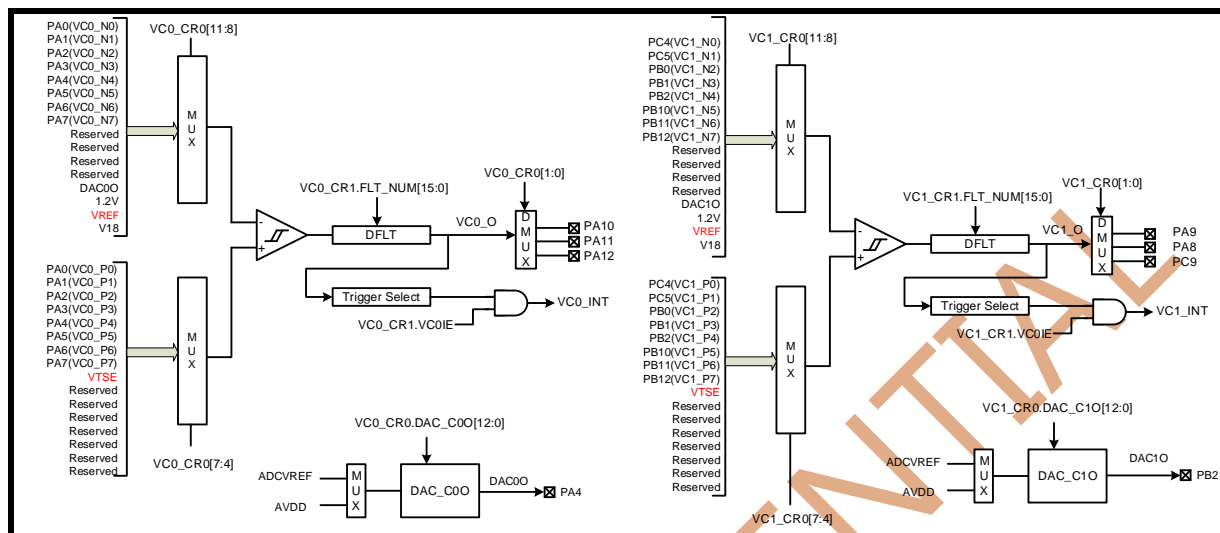 VC0_CR0[11:8]
PA0(VC0_N0)
PA1(VC0_N1)
PA2(VC0_N2)
PA3(VC0_N3)
PA4(VC0_N4)
PA5(VC0_N5)
PA6(VC0_N6)
PA7(VC0_N7)
Reserved
Reserved
Reserved
Reserved
DAC0O
1.2V
VREF
V18
MUX
-
+
VC0_CR1.FLT_NUM[15:0]
DFLT
VC0_O
VC0_CR0[1:0]
DMUX
PA10
PA11
PA12
Trigger Select
VC0_CR1.VC0IE
VC0_INT
PA0(VC0_P0)
PA1(VC0_P1)
PA2(VC0_P2)
PA3(VC0_P3)
PA4(VC0_P4)
PA5(VC0_P5)
PA6(VC0_P6)
PA7(VC0_P7)
VTSE
Reserved
Reserved
Reserved
Reserved
Reserved
Reserved
Reserved
MUX
VC0_CR0[7:4]
VC0_CR0.DAC_C0O[12:0]
ADCVREF
AVDD
MUX
DAC_C0O
DAC0O
PA4
VC1_CR0[11:8]
PC4(VC1_N0)
PC5(VC1_N1)
PB0(VC1_N2)
PB1(VC1_N3)
PB2(VC1_N4)
PB10(VC1_N5)
PB11(VC1_N6)
PB12(VC1_N7)
Reserved
Reserved
Reserved
Reserved
DAC1O
1.2V
VREF
V18
MUX
-
+
VC1_CR1.FLT_NUM[15:0]
DFLT
VC1_O
VC1_CR0[1:0]
DMUX
PA9
PA8
PC9
Trigger Select
VC1_CR1.VC0IE
VC1_INT
PC4(VC1_P0)
PC5(VC1_P1)
PB0(VC1_P2)
PB1(VC1_P3)
PB2(VC1_P4)
PB10(VC1_P5)
PB11(VC1_P6)
PB12(VC1_P7)
VTSE
Reserved
Reserved
Reserved
Reserved
Reserved
Reserved
Reserved
MUX
VC1_CR0[7:4]
VC1_CR0.DAC_C1O[12:0]
ADCVREF
AVDD
MUX
DAC_C1O
DAC1O
PB2
ENTIAL